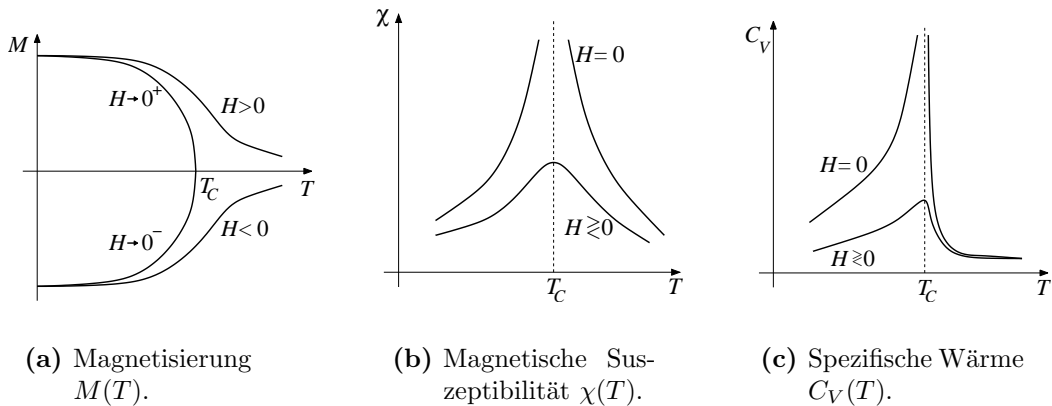 M
H→0⁺
H>0
T_C
T
H→0⁻
H<0
χ
H=0
H≷0
T_C
T
C_V
H=0
H≷0
T_C
T
(a) Magnetisierung
M(T).
(b) Magnetische Sus-
zeptibilität χ(T).
(c) Spezifische Wärme
C_V(T).